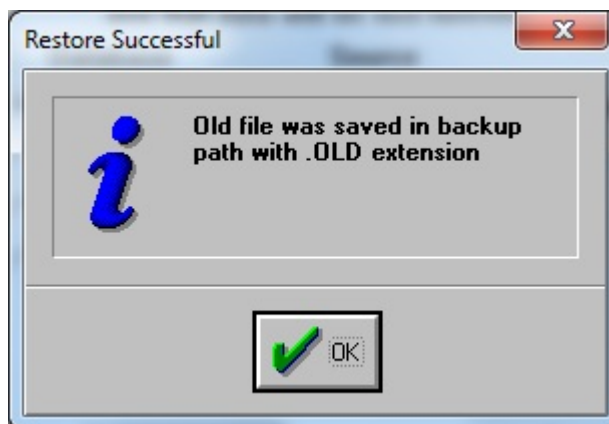 Restore Successful
Old file was saved in backup
path with .OLD extension
OK